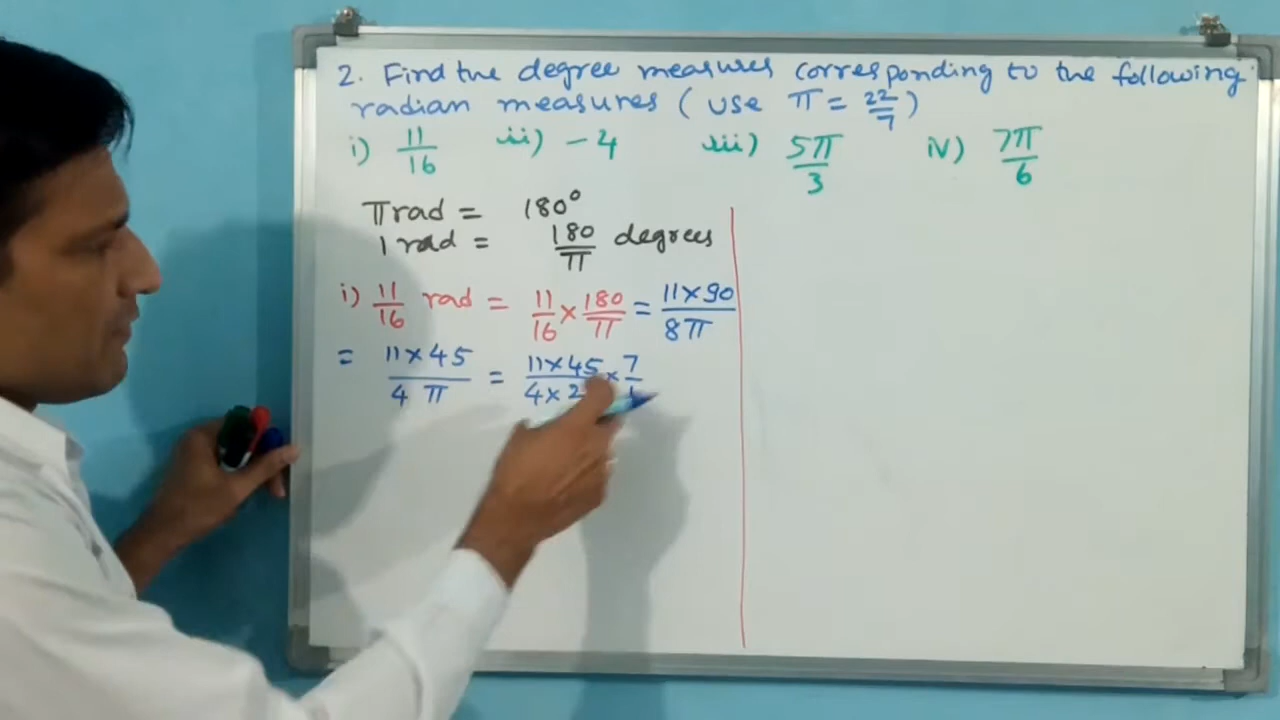 2. Find the degree measures corresponding to the following
radian measures ( use π = 22/7 )
i) 11/16 ii) -4 iii) 5π/3 iv) 7π/6
π rad = 180°
1 rad = 180/π degrees
i) 11/16 rad = 11/16 × 180/π = 11×90/8π
= 11×45/4 π = 11×45/4×2 × 7/1